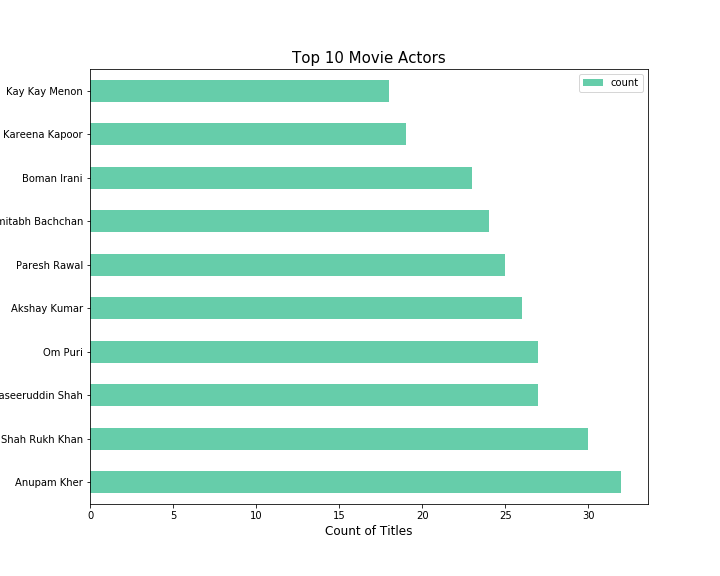 Top 10 Movie Actors
count
Kay Kay Menon
Kareena Kapoor
Boman Irani
mitabh Bachchan
Paresh Rawal
Akshay Kumar
Om Puri
aseeruddin Shah
Shah Rukh Khan
Anupam Kher
0 5 10 15 20 25 30
Count of Titles